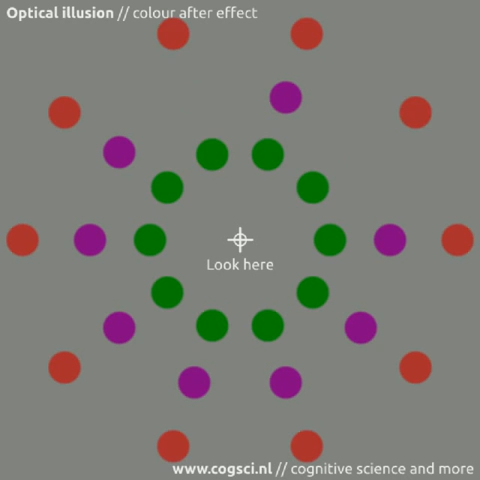 Optical illusion // colour after effect
Look here
www.cogsci.nl // cognitive science and more